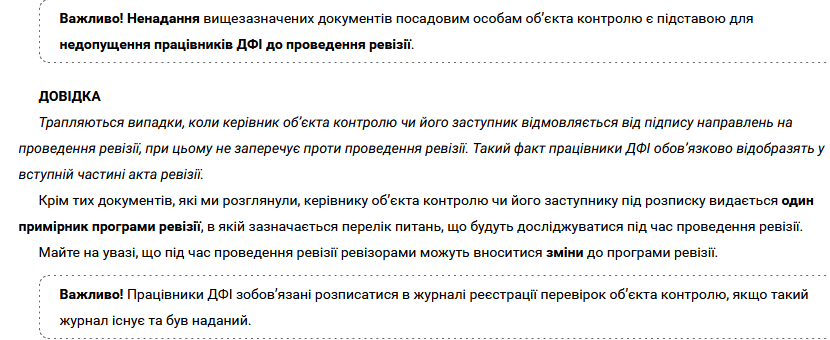 Важливо! Ненадання вищезазначених документів посадовим особам об’єкта контролю є підставою для
недопущення працівників ДФІ до проведення ревізії.
ДОВІДКА
Трапляються випадки, коли керівник об’єкта контролю чи його заступник відмовляється від підпису направлень на
проведення ревізії, при цьому не заперечує проти проведення ревізії. Такий факт працівники ДФІ обов’язково відобразять у
вступній частині акта ревізії.
Крім тих документів, які ми розглянули, керівнику об’єкта контролю чи його заступнику під розписку видається один
примірник програми ревізії, в якій зазначається перелік питань, що будуть досліджуватися під час проведення ревізії.
Майте на увазі, що під час проведення ревізії ревізорами можуть вноситися зміни до програми ревізії.
Важливо! Працівники ДФІ зобов’язані розписатися в журналі реєстрації перевірок об’єкта контролю, якщо такий
журнал існує та був наданий.